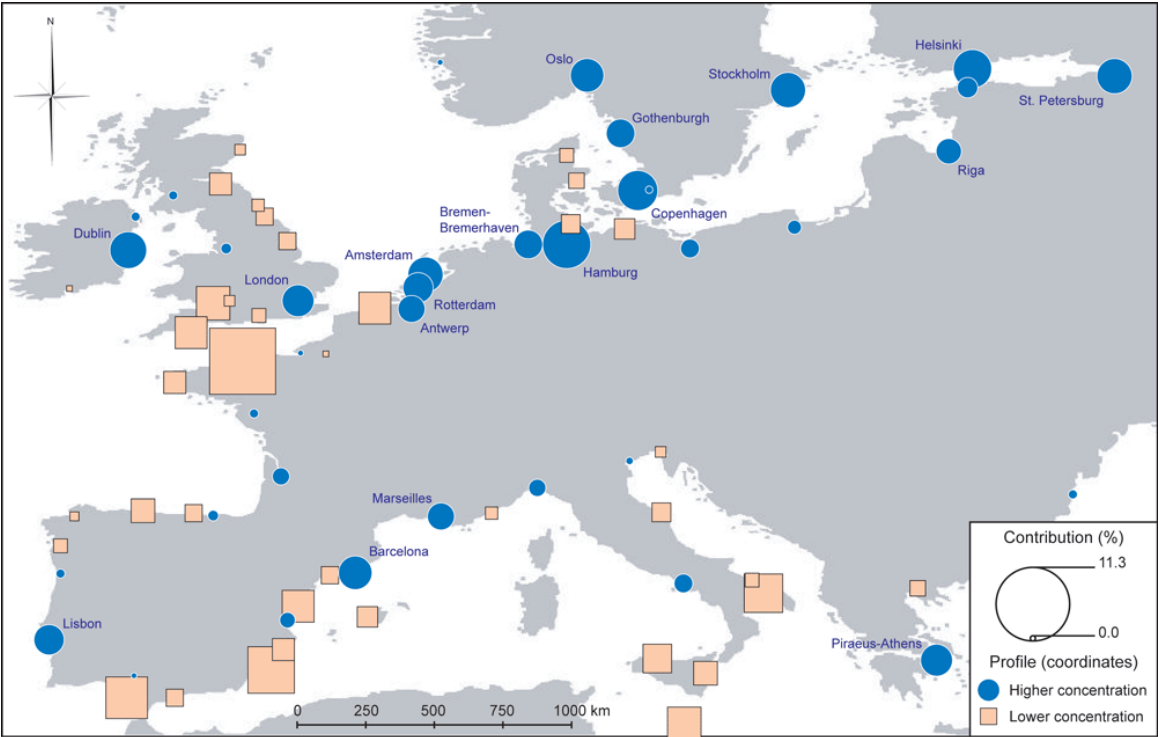 N
Helsinki
Oslo
Stockholm
St. Petersburg
Gothenburgh
Riga
Bremen-
Bremerhaven
Copenhagen
Dublin
Amsterdam
Hamburg
London
Rotterdam
Antwerp
Marseilles
Barcelona
Lisbon
Piraeus-Athens
Contribution (%)
11.3
0.0
Profile (coordinates)
Higher concentration
Lower concentration
0 250 500 750 1000 km